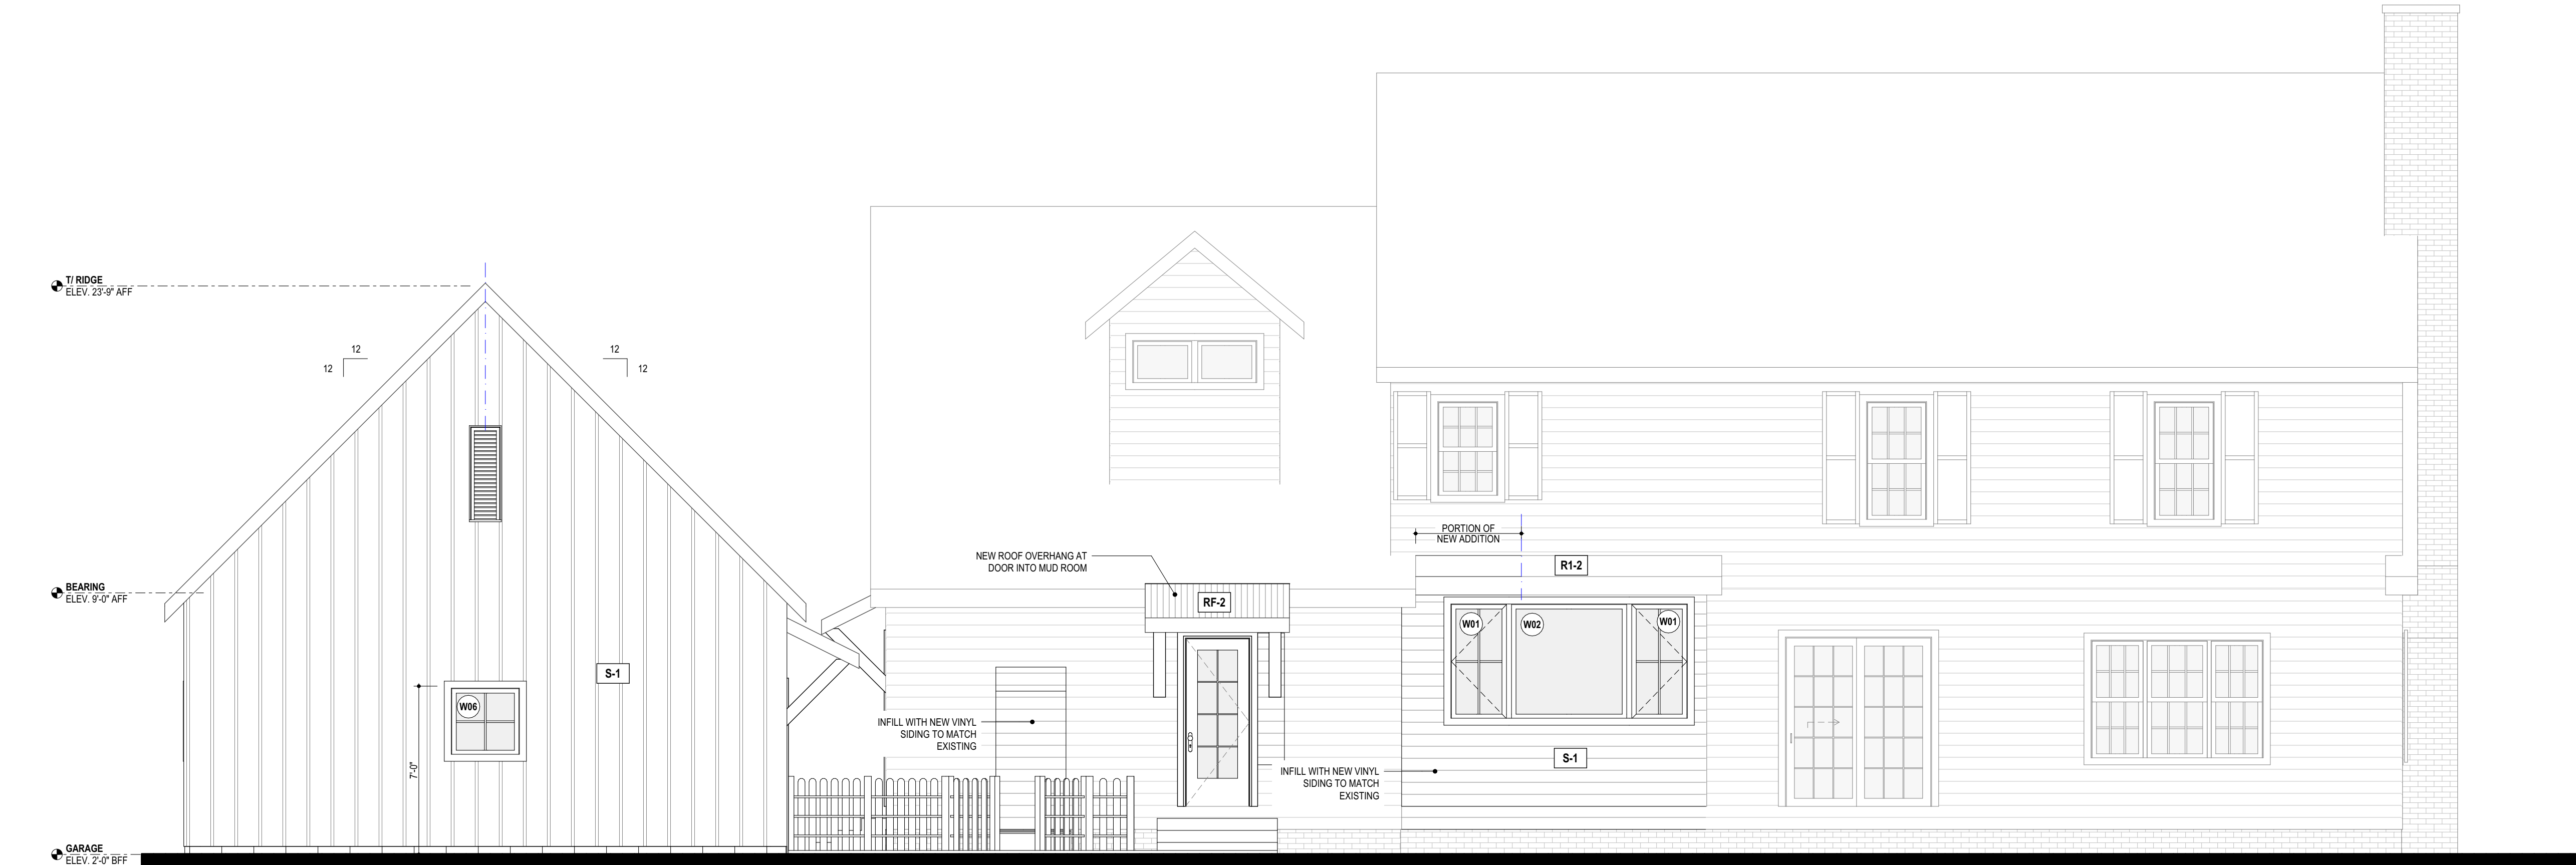 T/ RIDGE
ELEV. 23'-9" AFF
12
12
12
12
PORTION OF
NEW ADDITION
NEW ROOF OVERHANG AT
DOOR INTO MUD ROOM
R1-2
BEARING
ELEV. 9'-0" AFF
RF-2
W01
W02
W01
S-1
W06
INFILL WITH NEW VINYL
SIDING TO MATCH
EXISTING
S-1
7'-0"
INFILL WITH NEW VINYL
SIDING TO MATCH
EXISTING
GARAGE
ELEV. 2'-0" BFF